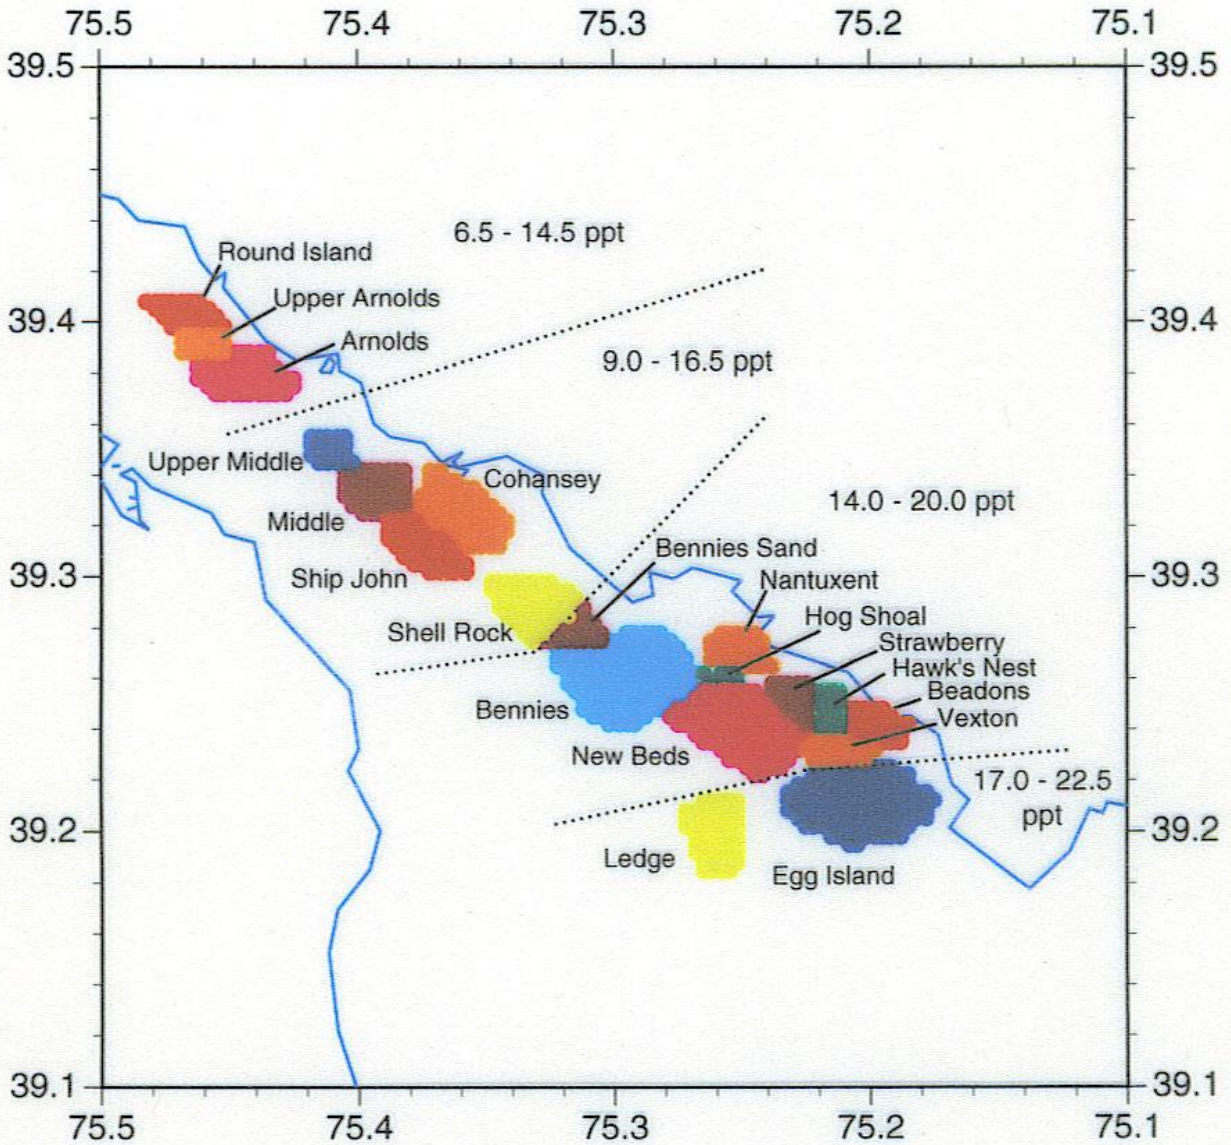 75.5 75.4 75.3 75.2 75.1
39.5 39.5
6.5 - 14.5 ppt
Round Island
Upper Arnolds
39.4 39.4
Arnolds
9.0 - 16.5 ppt
Upper Middle
Cohansey
14.0 - 20.0 ppt
Middle
Bennies Sand
39.3 39.3
Ship John
Nantuxent
Hog Shoal
Shell Rock
Strawberry
Hawk's Nest
Beadons
Bennies
Vexton
New Beds
17.0 - 22.5
ppt
39.2 39.2
Ledge
Egg Island
39.1 39.1
75.5 75.4 75.3 75.2 75.1